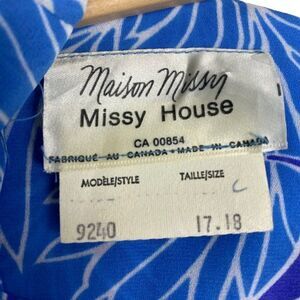 Maison Missy
Missy House
CA 00854
FABRIQUÉ AU CANADA • MADE IN CANADA
MODÈLE/STYLE TAILLE/SIZE
C
9240 17.18